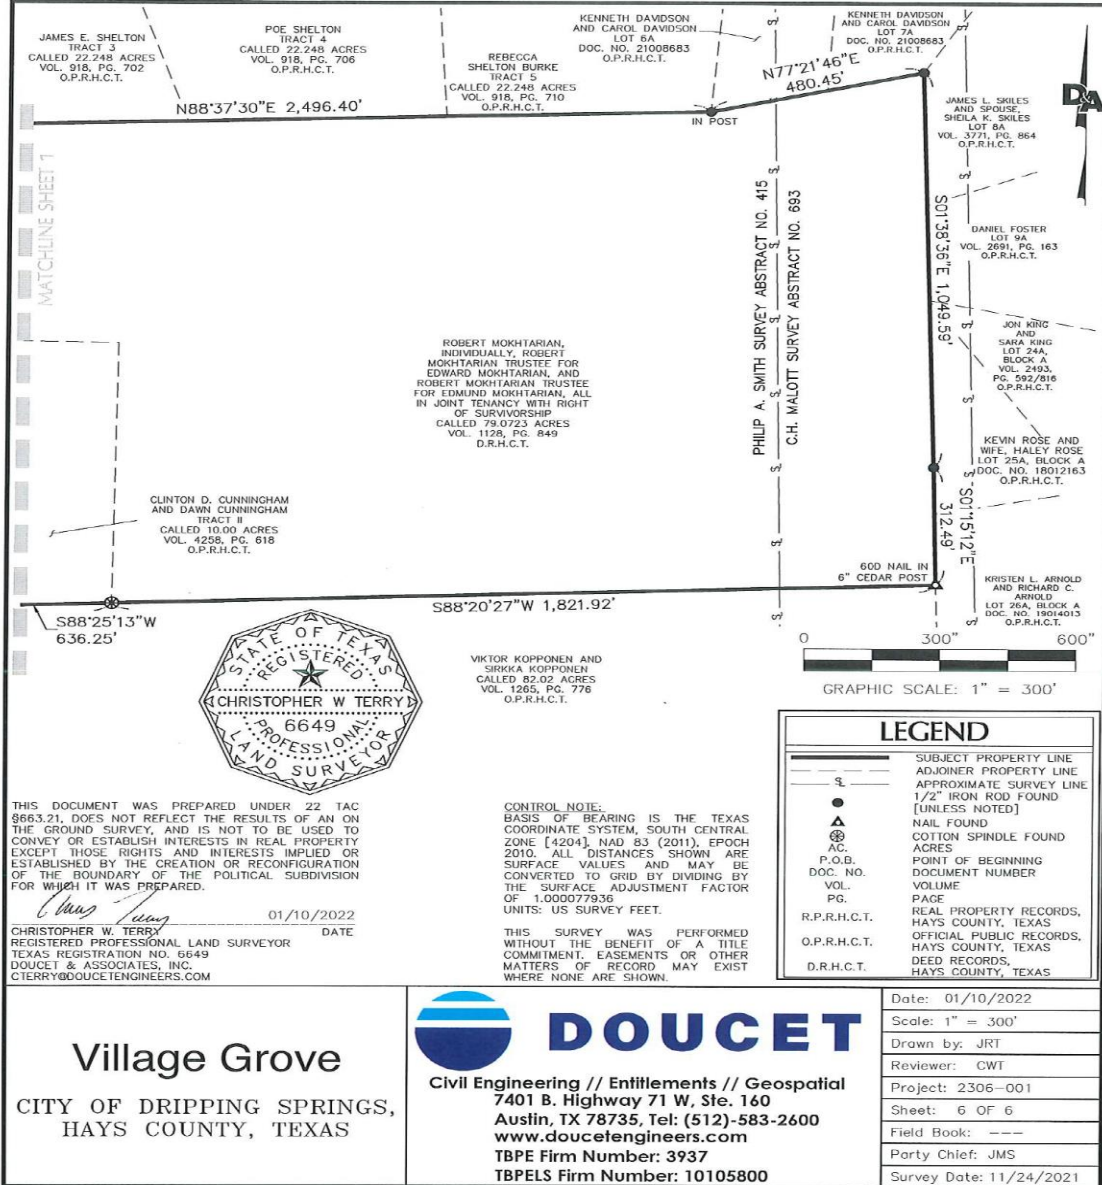 JAMES E. SHELTON
TRACT 3
CALLED 22.248 ACRES
VOL. 918, PG. 702
O.P.R.H.C.T.
POE SHELTON
TRACT 4
CALLED 22.248 ACRES
VOL. 918, PG. 706
O.P.R.H.C.T.
REBECCA
SHELTON BURKE
TRACT 5
CALLED 22.248 ACRES
VOL. 918, PG. 710
O.P.R.H.C.T.
KENNETH DAVIDSON
AND CAROL DAVIDSON
LOT 6A
DOC. NO. 21008683
O.P.R.H.C.T.
KENNETH DAVIDSON
AND CAROL DAVIDSON
LOT 7A
DOC. NO. 21008683
O.P.R.H.C.T.
N88°37'30"E 2,496.40'
IN POST
N77°21'46"E
480.45'
D&A
JAMES L. SKILES
AND SPOUSE,
SHEILA K. SKILES
LOT 8A
VOL. 3771, PG. 864
O.P.R.H.C.T.
MATCHLINE SHEET 1
PHILIP A. SMITH SURVEY ABSTRACT NO. 415
C.H. MALOTT SURVEY ABSTRACT NO. 693
S01°38'36"E 1,049.59'
DANIEL FOSTER
LOT 9A
VOL. 2691, PG. 163
O.P.R.H.C.T.
JON KING
AND
SARA KING
LOT 24A,
BLOCK A
VOL. 2493,
PG. 592/816
O.P.R.H.C.T.
ROBERT MOKHTARIAN,
INDIVIDUALLY, ROBERT
MOKHTARIAN TRUSTEE FOR
EDWARD MOKHTARIAN, AND
ROBERT MOKHTARIAN TRUSTEE
FOR EDMUND MOKHTARIAN, ALL
IN JOINT TENANCY WITH RIGHT
OF SURVIVORSHIP
CALLED 79.0723 ACRES
VOL. 1128, PG. 849
D.R.H.C.T.
KEVIN ROSE AND
WIFE, HALEY ROSE
LOT 25A, BLOCK A
DOC. NO. 18012163
O.P.R.H.C.T.
CLINTON D. CUNNINGHAM
AND DAWN CUNNINGHAM
TRACT II
CALLED 10.00 ACRES
VOL. 4258, PG. 618
O.P.R.H.C.T.
S01°15'12"E
312.49'
60D NAIL IN
6" CEDAR POST
KRISTEN L. ARNOLD
AND RICHARD C.
ARNOLD
LOT 26A, BLOCK A
DOC. NO. 19014013
O.P.R.H.C.T.
S88°25'13"W
636.25'
S88°20'27"W 1,821.92'
STATE OF TEXAS
REGISTERED
CHRISTOPHER W TERRY
6649
PROFESSIONAL
LAND SURVEYOR
VIKTOR KOPPONEN AND
SIRKKA KOPPONEN
CALLED 82.02 ACRES
VOL. 1265, PG. 776
O.P.R.H.C.T.
0 300" 600"
GRAPHIC SCALE: 1" = 300'
LEGEND
SUBJECT PROPERTY LINE
ADJOINER PROPERTY LINE
APPROXIMATE SURVEY LINE
1/2" IRON ROD FOUND
[UNLESS NOTED]
NAIL FOUND
COTTON SPINDLE FOUND
AC. ACRES
P.O.B. POINT OF BEGINNING
DOC. NO. DOCUMENT NUMBER
VOL. VOLUME
PG. PAGE
R.P.R.H.C.T. REAL PROPERTY RECORDS,
HAYS COUNTY, TEXAS
O.P.R.H.C.T. OFFICIAL PUBLIC RECORDS,
HAYS COUNTY, TEXAS
D.R.H.C.T. DEED RECORDS,
HAYS COUNTY, TEXAS
THIS DOCUMENT WAS PREPARED UNDER 22 TAC
§663.21, DOES NOT REFLECT THE RESULTS OF AN ON
THE GROUND SURVEY, AND IS NOT TO BE USED TO
CONVEY OR ESTABLISH INTERESTS IN REAL PROPERTY
EXCEPT THOSE RIGHTS AND INTERESTS IMPLIED OR
ESTABLISHED BY THE CREATION OR RECONFIGURATION
OF THE BOUNDARY OF THE POLITICAL SUBDIVISION
FOR WHICH IT WAS PREPARED.
Chris Terry 01/10/2022
CHRISTOPHER W. TERRY DATE
REGISTERED PROFESSIONAL LAND SURVEYOR
TEXAS REGISTRATION NO. 6649
DOUCET & ASSOCIATES, INC.
CTERRY@DOUCETENGINEERS.COM
CONTROL NOTE:
BASIS OF BEARING IS THE TEXAS
COORDINATE SYSTEM, SOUTH CENTRAL
ZONE [4204], NAD 83 (2011), EPOCH
2010. ALL DISTANCES SHOWN ARE
SURFACE VALUES AND MAY BE
CONVERTED TO GRID BY DIVIDING BY
THE SURFACE ADJUSTMENT FACTOR
OF 1.000077936
UNITS: US SURVEY FEET.
THIS SURVEY WAS PERFORMED
WITHOUT THE BENEFIT OF A TITLE
COMMITMENT. EASEMENTS OR OTHER
MATTERS OF RECORD MAY EXIST
WHERE NONE ARE SHOWN.
Village Grove
CITY OF DRIPPING SPRINGS,
HAYS COUNTY, TEXAS
DOUCET
Civil Engineering // Entitlements // Geospatial
7401 B. Highway 71 W, Ste. 160
Austin, TX 78735, Tel: (512)-583-2600
www.doucetengineers.com
TBPE Firm Number: 3937
TBPELS Firm Number: 10105800
Date: 01/10/2022
Scale: 1" = 300'
Drawn by: JRT
Reviewer: CWT
Project: 2306-001
Sheet: 6 OF 6
Field Book: ---
Party Chief: JMS
Survey Date: 11/24/2021